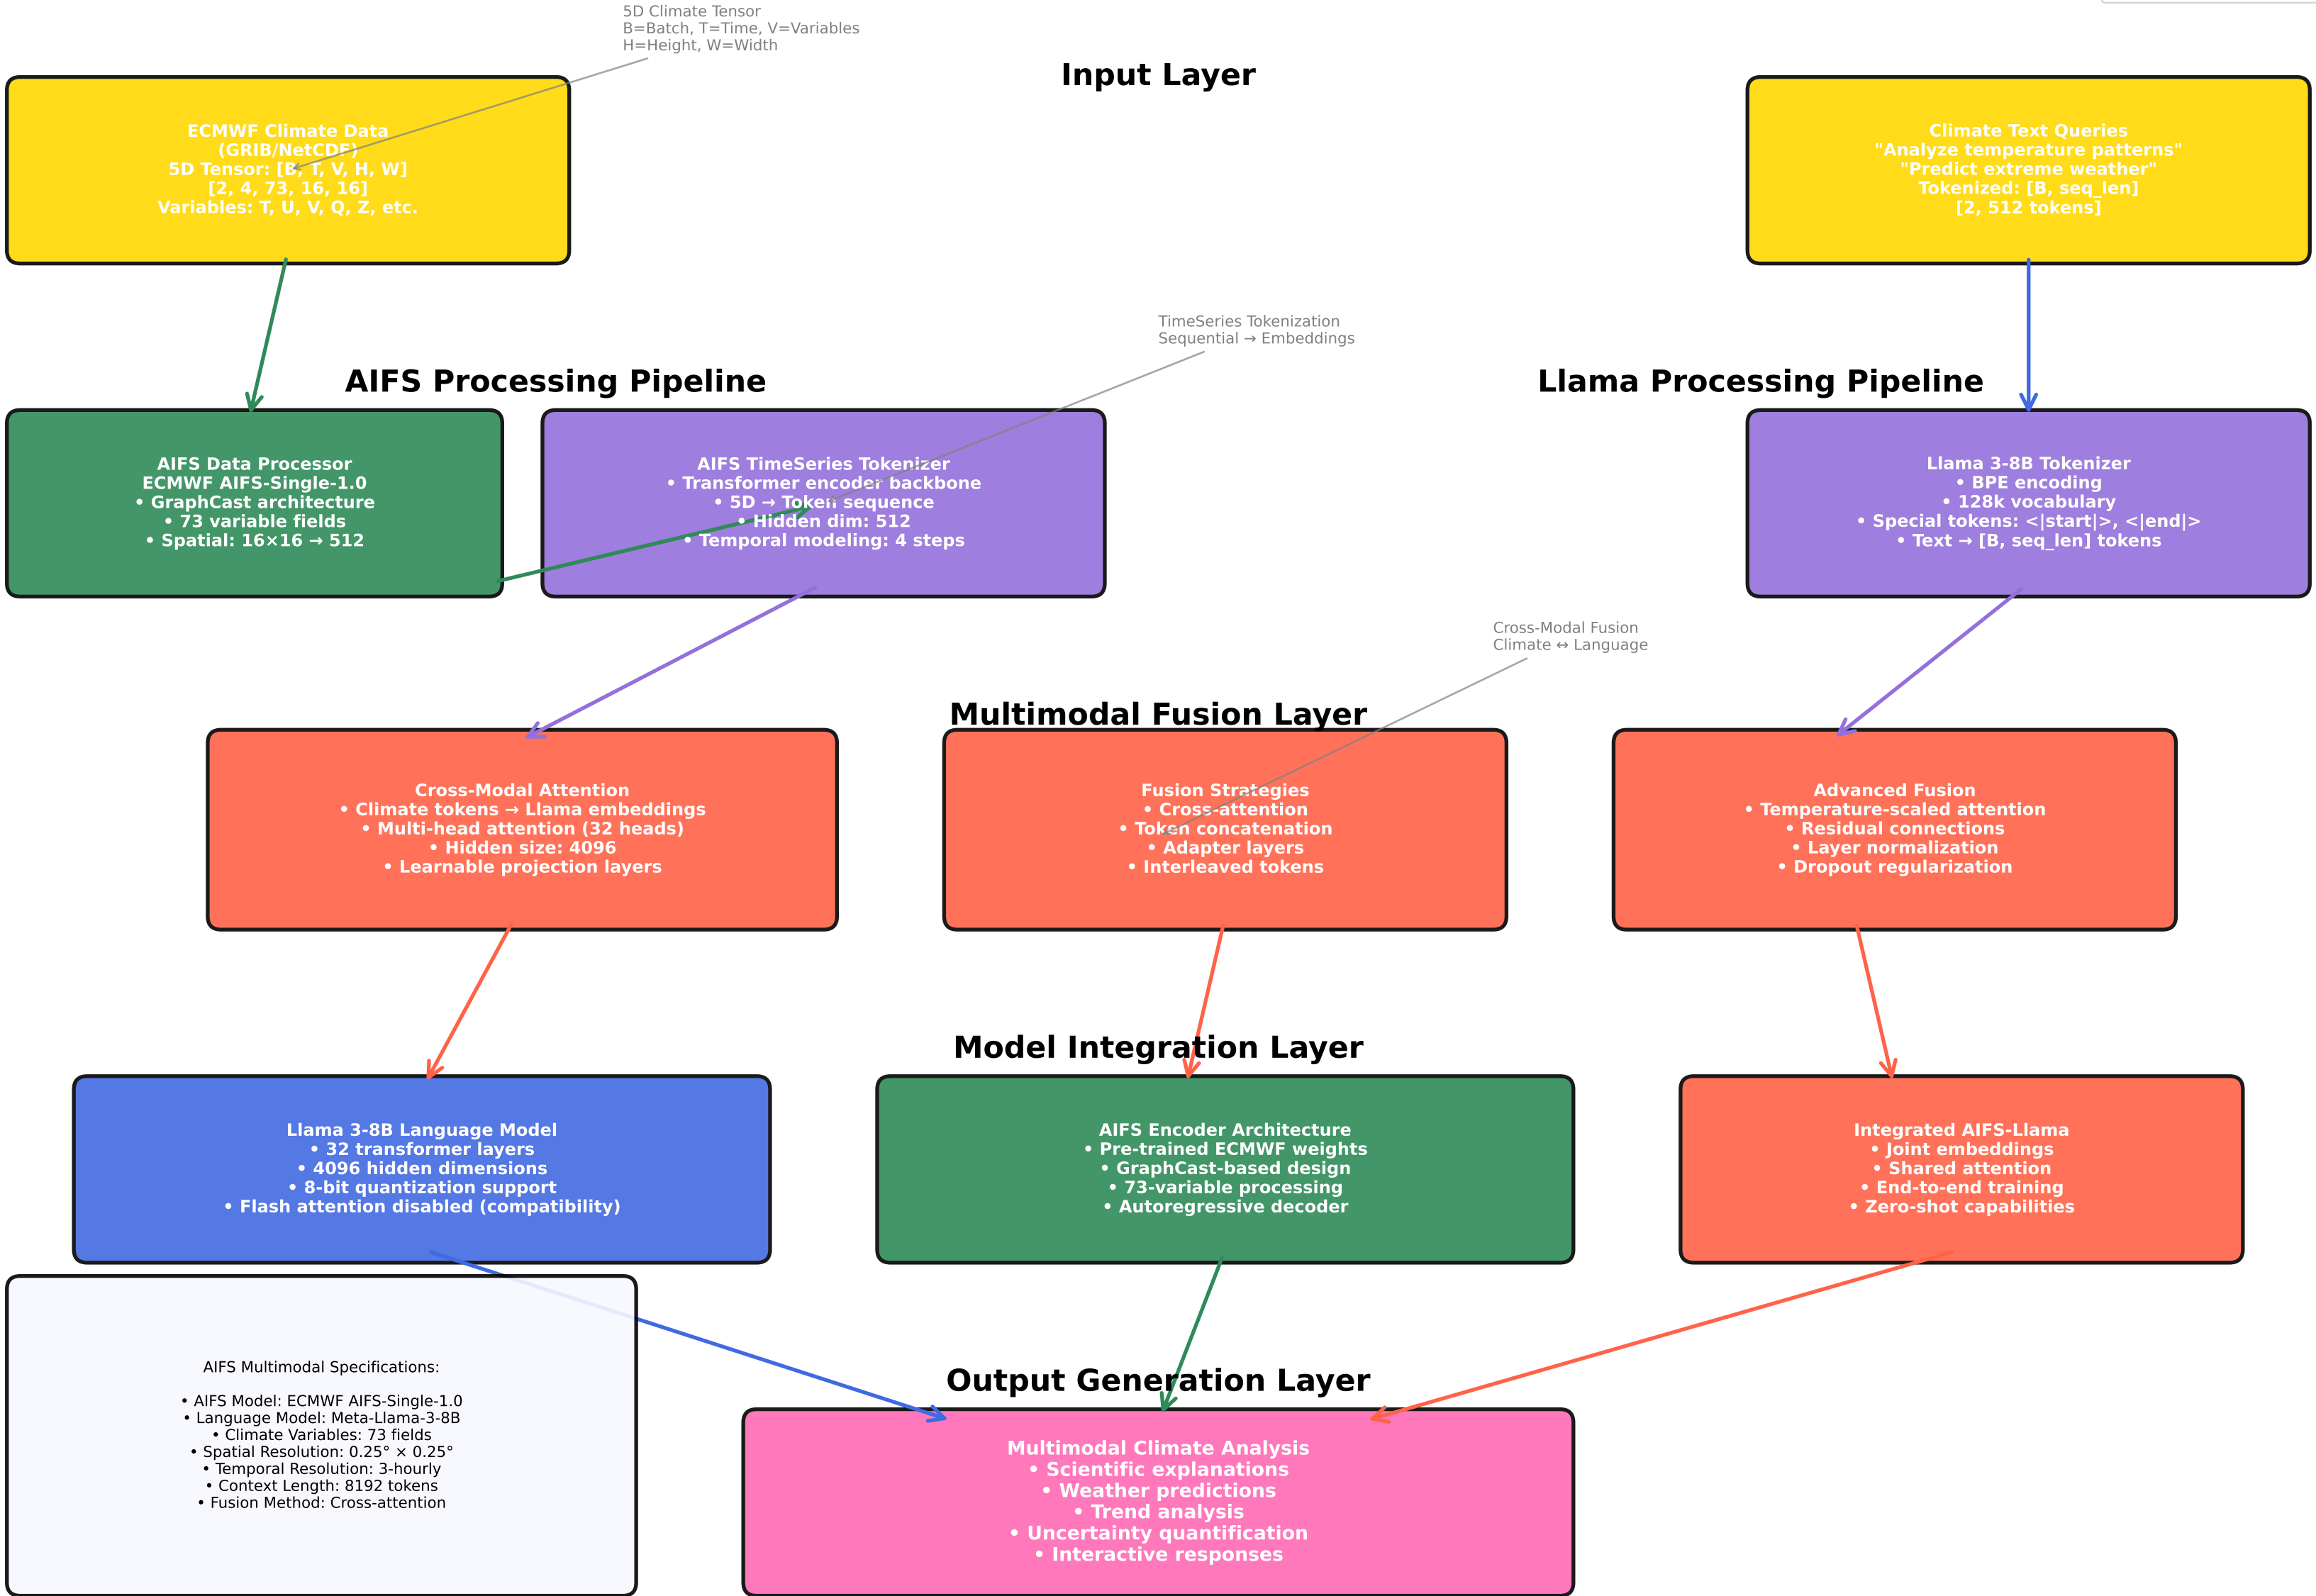 5D Climate Tensor
B=Batch, T=Time, V=Variables
H=Height, W=Width
Input Layer
ECMWF Climate Data
(GRIB/NetCDF)
5D Tensor: [B, T, V, H, W]
[2, 4, 73, 16, 16]
Variables: T, U, V, Q, Z, etc.
Climate Text Queries
"Analyze temperature patterns"
"Predict extreme weather"
Tokenized: [B, seq_len]
[2, 512 tokens]
TimeSeries Tokenization
Sequential → Embeddings
AIFS Processing Pipeline
Llama Processing Pipeline
AIFS Data Processor
ECMWF AIFS-Single-1.0
• GraphCast architecture
• 73 variable fields
• Spatial: 16×16 → 512
AIFS TimeSeries Tokenizer
• Transformer encoder backbone
• 5D → Token sequence
• Hidden dim: 512
• Temporal modeling: 4 steps
Llama 3-8B Tokenizer
• BPE encoding
• 128k vocabulary
• Special tokens: <|start|>, <|end|>
• Text → [B, seq_len] tokens
Cross-Modal Fusion
Climate ↔ Language
Multimodal Fusion Layer
Cross-Modal Attention
• Climate tokens → Llama embeddings
• Multi-head attention (32 heads)
• Hidden size: 4096
• Learnable projection layers
Fusion Strategies
• Cross-attention
• Token concatenation
• Adapter layers
• Interleaved tokens
Advanced Fusion
• Temperature-scaled attention
• Residual connections
• Layer normalization
• Dropout regularization
Model Integration Layer
Llama 3-8B Language Model
• 32 transformer layers
• 4096 hidden dimensions
• 8-bit quantization support
• Flash attention disabled (compatibility)
AIFS Encoder Architecture
• Pre-trained ECMWF weights
• GraphCast-based design
• 73-variable processing
• Autoregressive decoder
Integrated AIFS-Llama
• Joint embeddings
• Shared attention
• End-to-end training
• Zero-shot capabilities
AIFS Multimodal Specifications:
• AIFS Model: ECMWF AIFS-Single-1.0
• Language Model: Meta-Llama-3-8B
• Climate Variables: 73 fields
• Spatial Resolution: 0.25° × 0.25°
• Temporal Resolution: 3-hourly
• Context Length: 8192 tokens
• Fusion Method: Cross-attention
Output Generation Layer
Multimodal Climate Analysis
• Scientific explanations
• Weather predictions
• Trend analysis
• Uncertainty quantification
• Interactive responses